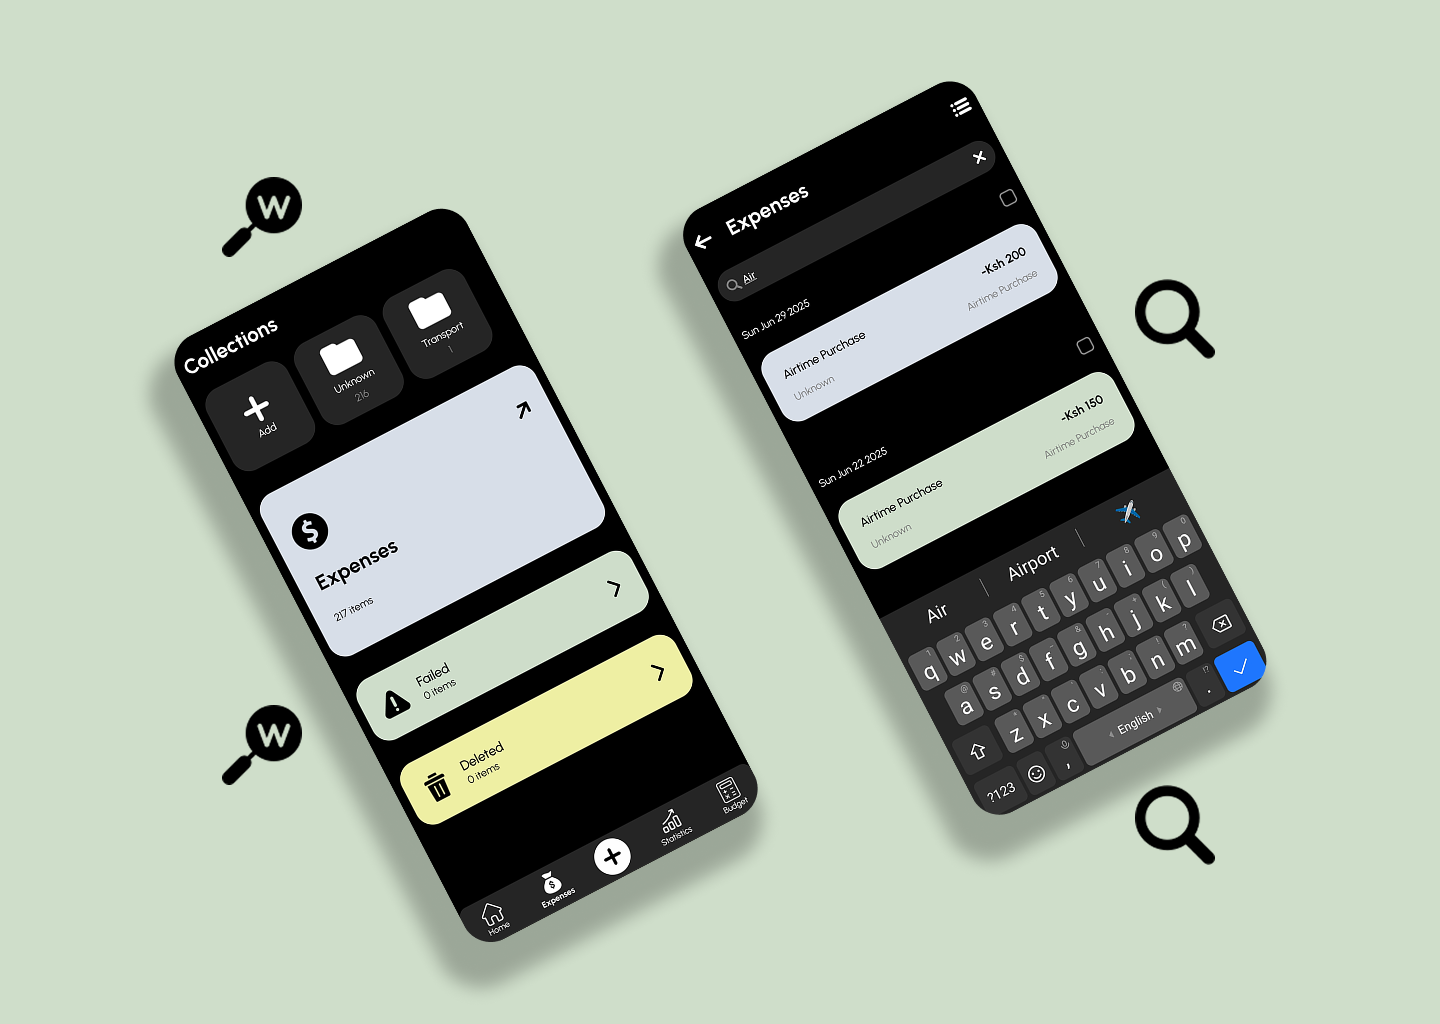 W
Collections
Add
Unknown
216
Transport
1
Expenses
217 items
Failed
0 items
Deleted
0 items
Home
Expenses
Statistics
Budget
W
Expenses
Air
Sun Jun 29 2025
Airtime Purchase
-Ksh 200
Unknown
Airtime Purchase
Sun Jun 22 2025
Airtime Purchase
-Ksh 150
Unknown
Airtime Purchase
Air
Airport
q w e r t y u i o p
1 2 3 4 5 6 7 8 9 0
a s d f g h j k l
z x c v b n m
?123 , English .